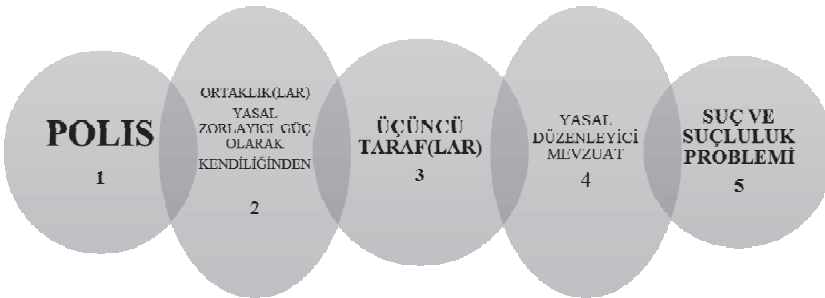 POLIS
1
ORTAKLIK(LAR)
YASAL
ZORLAYICI GÜÇ
OLARAK
KENDİLİĞİNDEN
2
ÜÇÜNCÜ
TARAF(LAR)
3
YASAL
DÜZENLEYİCİ
MEVZUAT
4
SUÇ VE
SUÇLULUK
PROBLEMİ
5